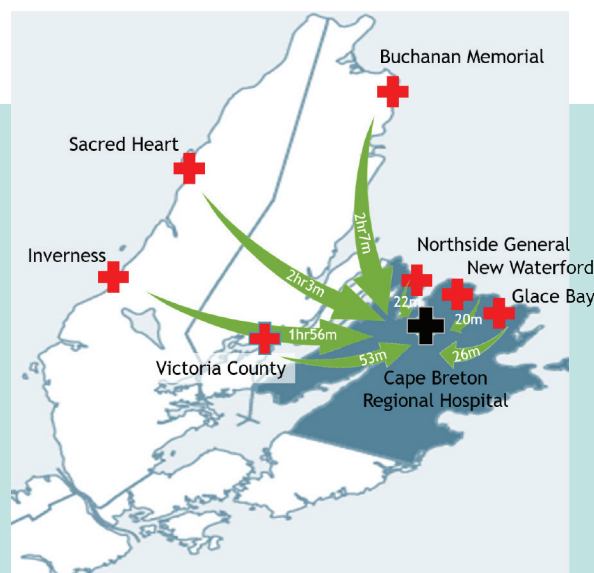 Buchanan Memorial
Sacred Heart
2hr7m
Northside General
Inverness
New Waterford
2hr3m
Glace Bay
22m
20m
1hr56m
26m
53m
Victoria County
Cape Breton
Regional Hospital